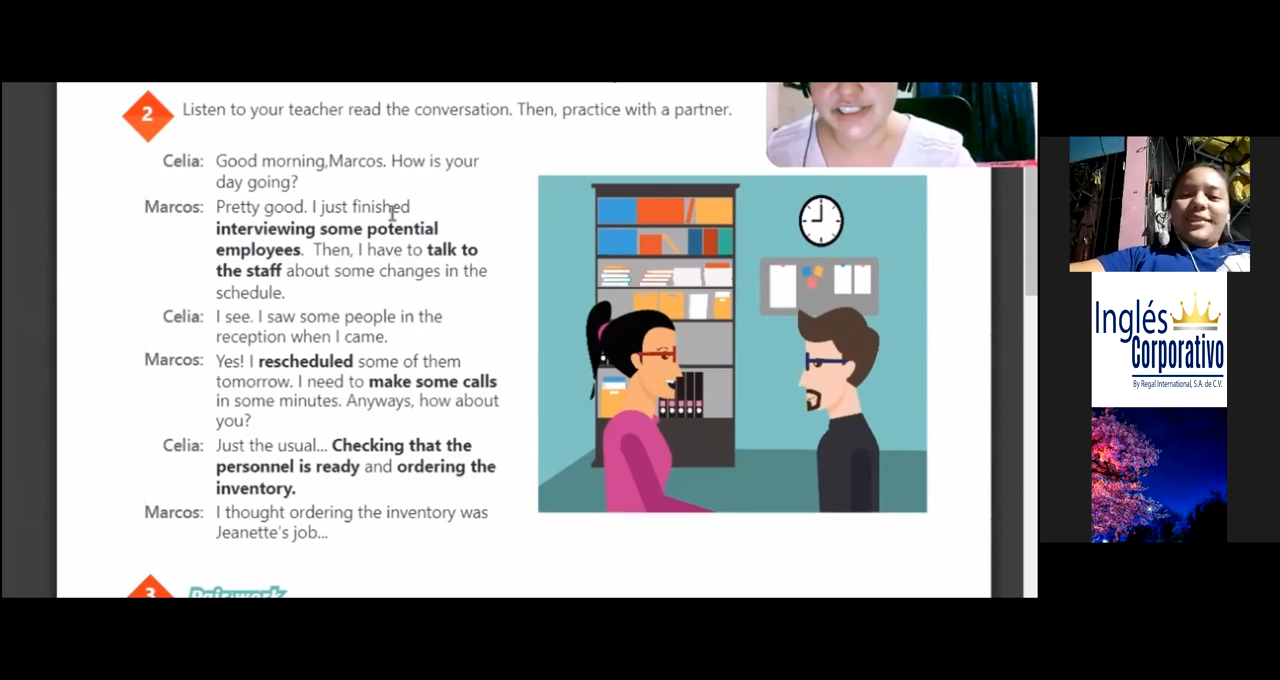 2
Listen to your teacher read the conversation. Then, practice with a partner.
Celia: Good morning,Marcos. How is your
day going?
Marcos: Pretty good. I just finished
interviewing some potential
employees. Then, I have to talk to
the staff about some changes in the
schedule.
Celia: I see. I saw some people in the
reception when I came.
Marcos: Yes! I rescheduled some of them
tomorrow. I need to make some calls
in some minutes. Anyways, how about
you?
Celia: Just the usual... Checking that the
personnel is ready and ordering the
inventory.
Marcos: I thought ordering the inventory was
Jeanette's job...
3
Pair work
Inglés
Corporativo
By Regal International, S.A. de C.V.